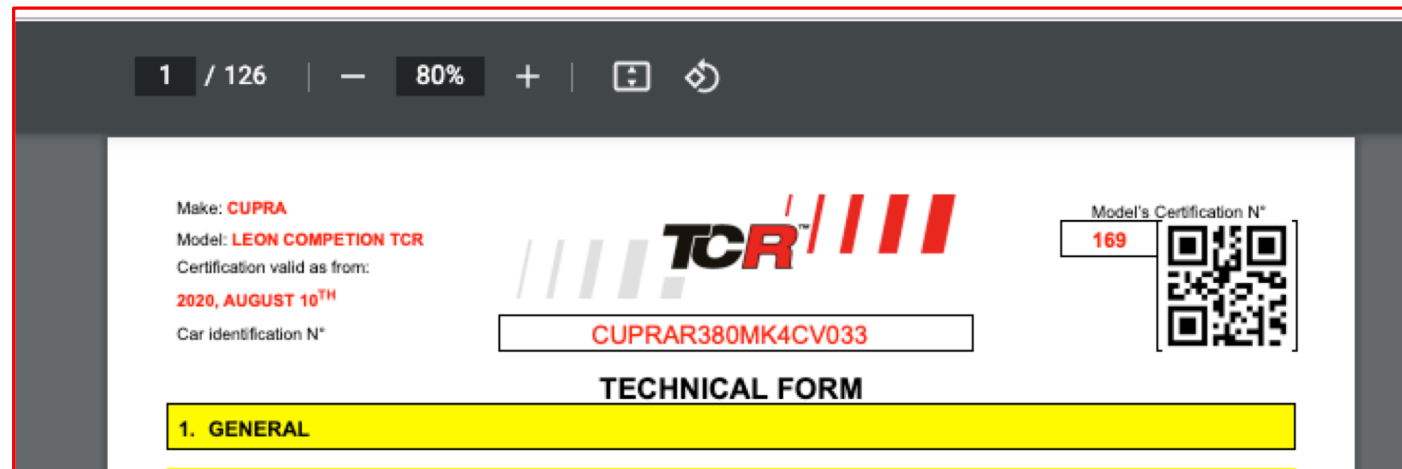 1 / 126 | − 80% + |
Make: CUPRA
Model: LEON COMPETION TCR
Certification valid as from:
2020, AUGUST 10TH
Car identification N°
TCR™
CUPRAR380MK4CV033
Model's Certification N°
169
TECHNICAL FORM
1. GENERAL